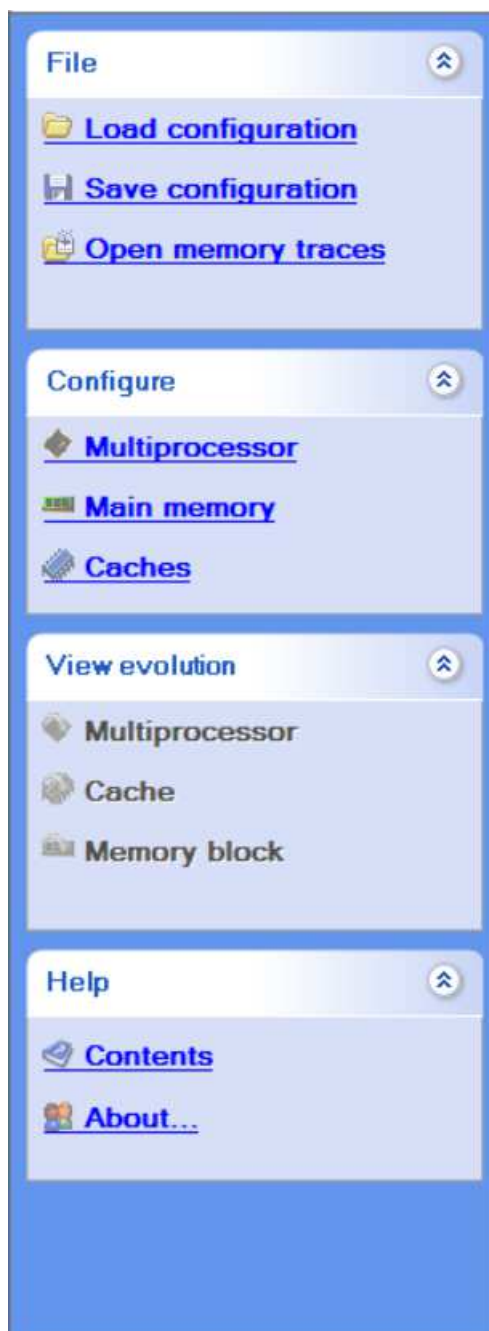 File
Load configuration
Save configuration
Open memory traces
Configure
Multiprocessor
Main memory
Caches
View evolution
Multiprocessor
Cache
Memory block
Help
Contents
About...